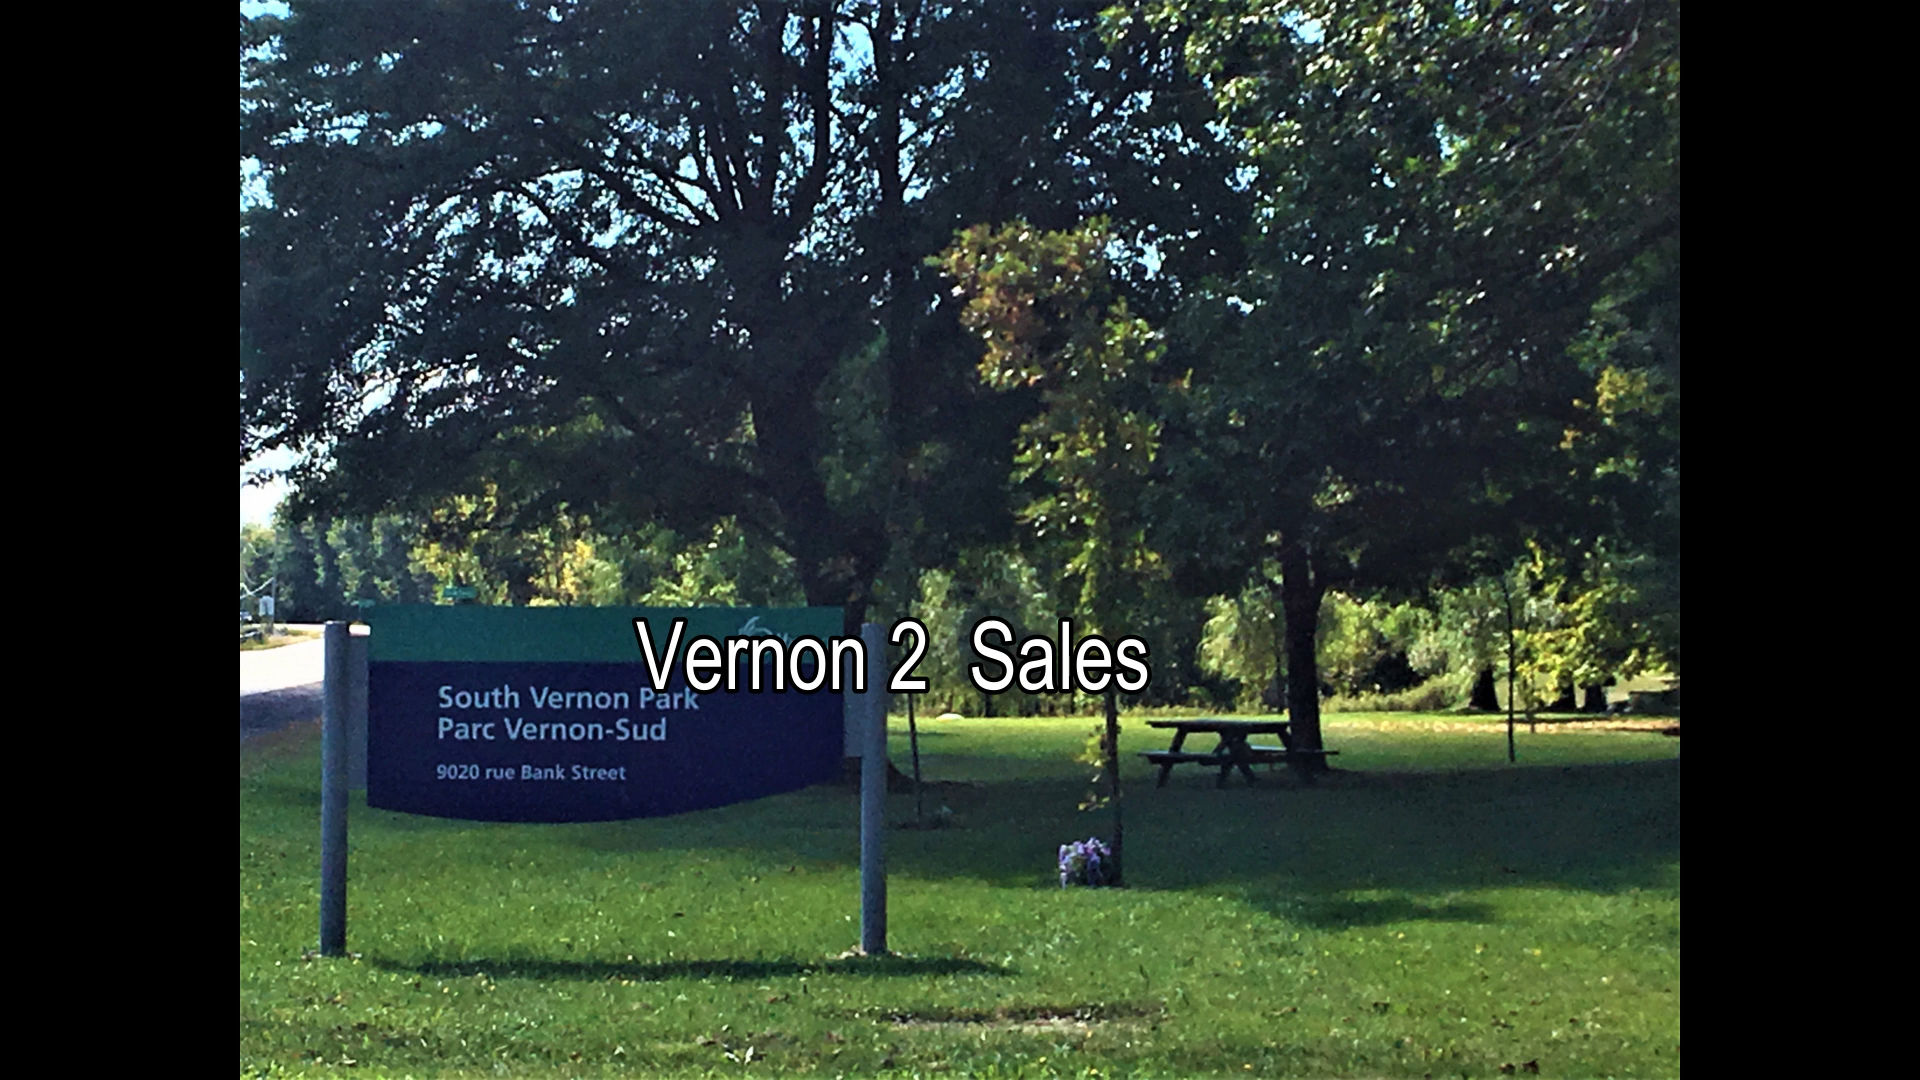 Vernon 2 Sales
South Vernon Park
Parc Vernon-Sud
9020 rue Bank Street